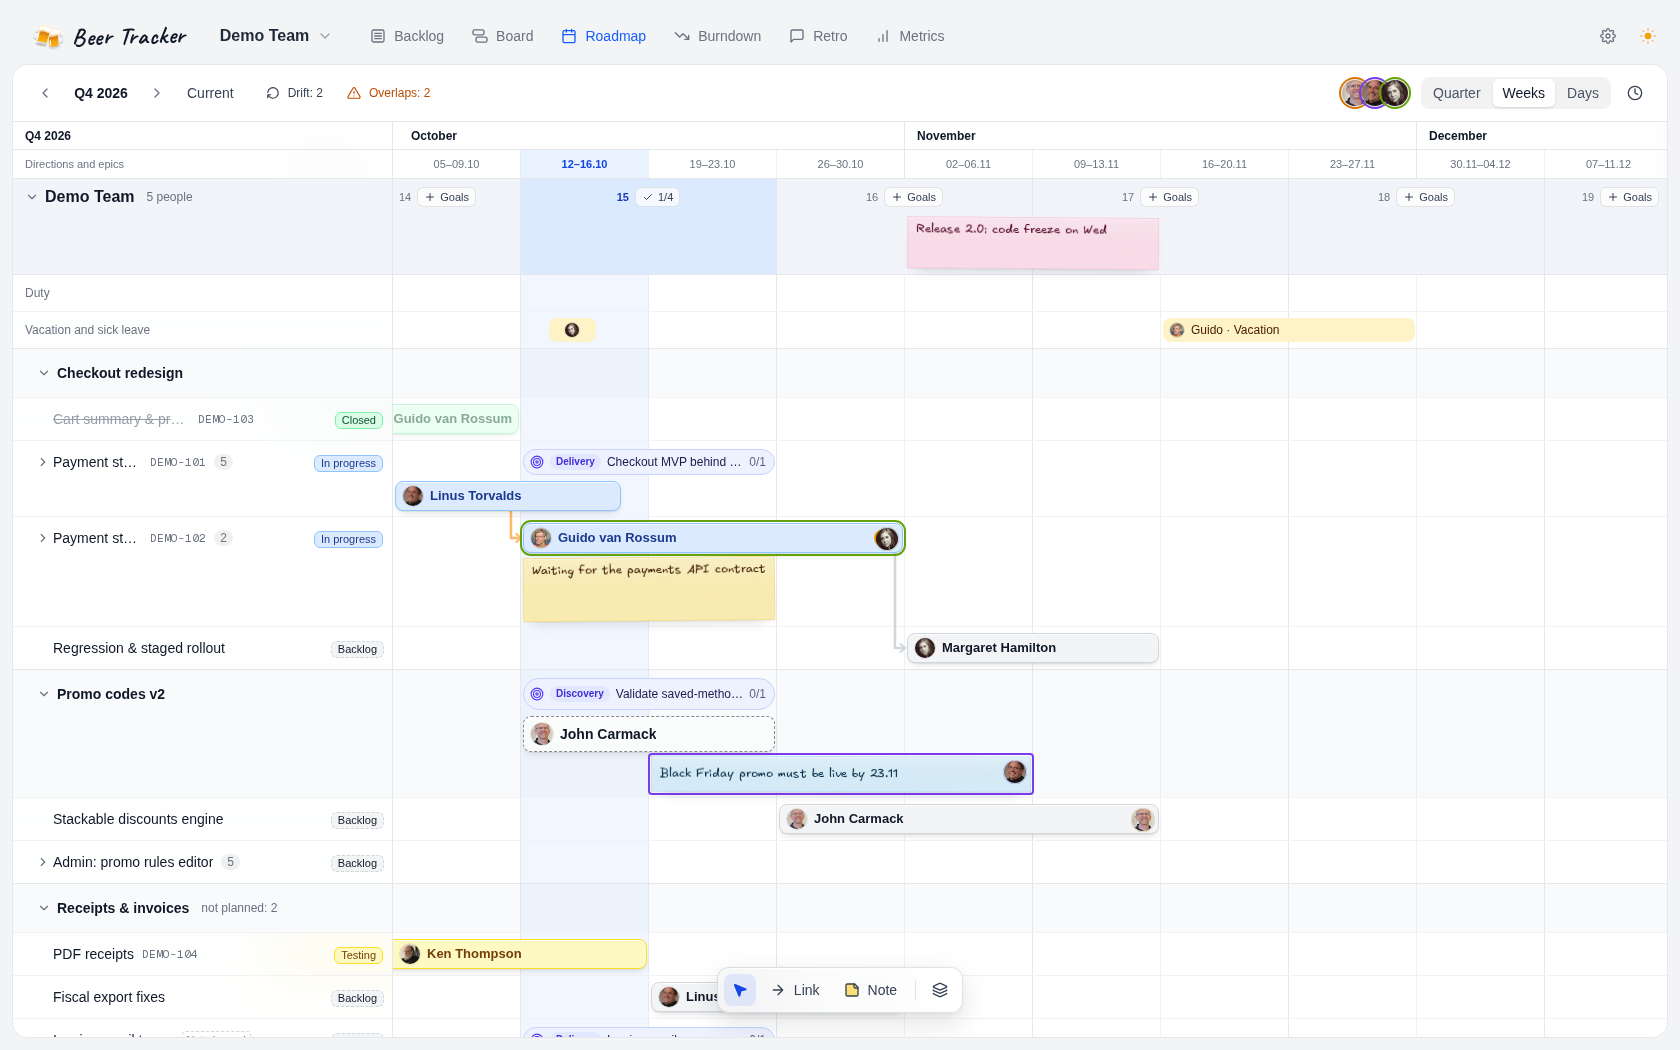 Beer Tracker
Demo Team
Backlog
Board
Roadmap
Burndown
Retro
Metrics
Q4 2026
Current
Drift: 2
Overlaps: 2
Quarter
Weeks
Days
Q4 2026
October
November
December
Directions and epics
05–09.10
12–16.10
19–23.10
26–30.10
02–06.11
09–13.11
16–20.11
23–27.11
30.11–04.12
07–11.12
Demo Team
5 people
14
+ Goals
15
1/4
16
+ Goals
17
+ Goals
18
+ Goals
19
+ Goals
Release 2.0: code freeze on Wed
Duty
Vacation and sick leave
Guido · Vacation
Checkout redesign
Cart summary & pr…
DEMO-103
Closed
Guido van Rossum
Payment st…
DEMO-101
5
In progress
Delivery
Checkout MVP behind …
0/1
Linus Torvalds
Payment st…
DEMO-102
2
In progress
Guido van Rossum
Waiting for the payments API contract
Regression & staged rollout
Backlog
Margaret Hamilton
Promo codes v2
Discovery
Validate saved-metho…
0/1
John Carmack
Black Friday promo must be live by 23.11
Stackable discounts engine
Backlog
John Carmack
Admin: promo rules editor
5
Backlog
Receipts & invoices
not planned: 2
PDF receipts
DEMO-104
Testing
Ken Thompson
Fiscal export fixes
Backlog
Linus
Link
Note